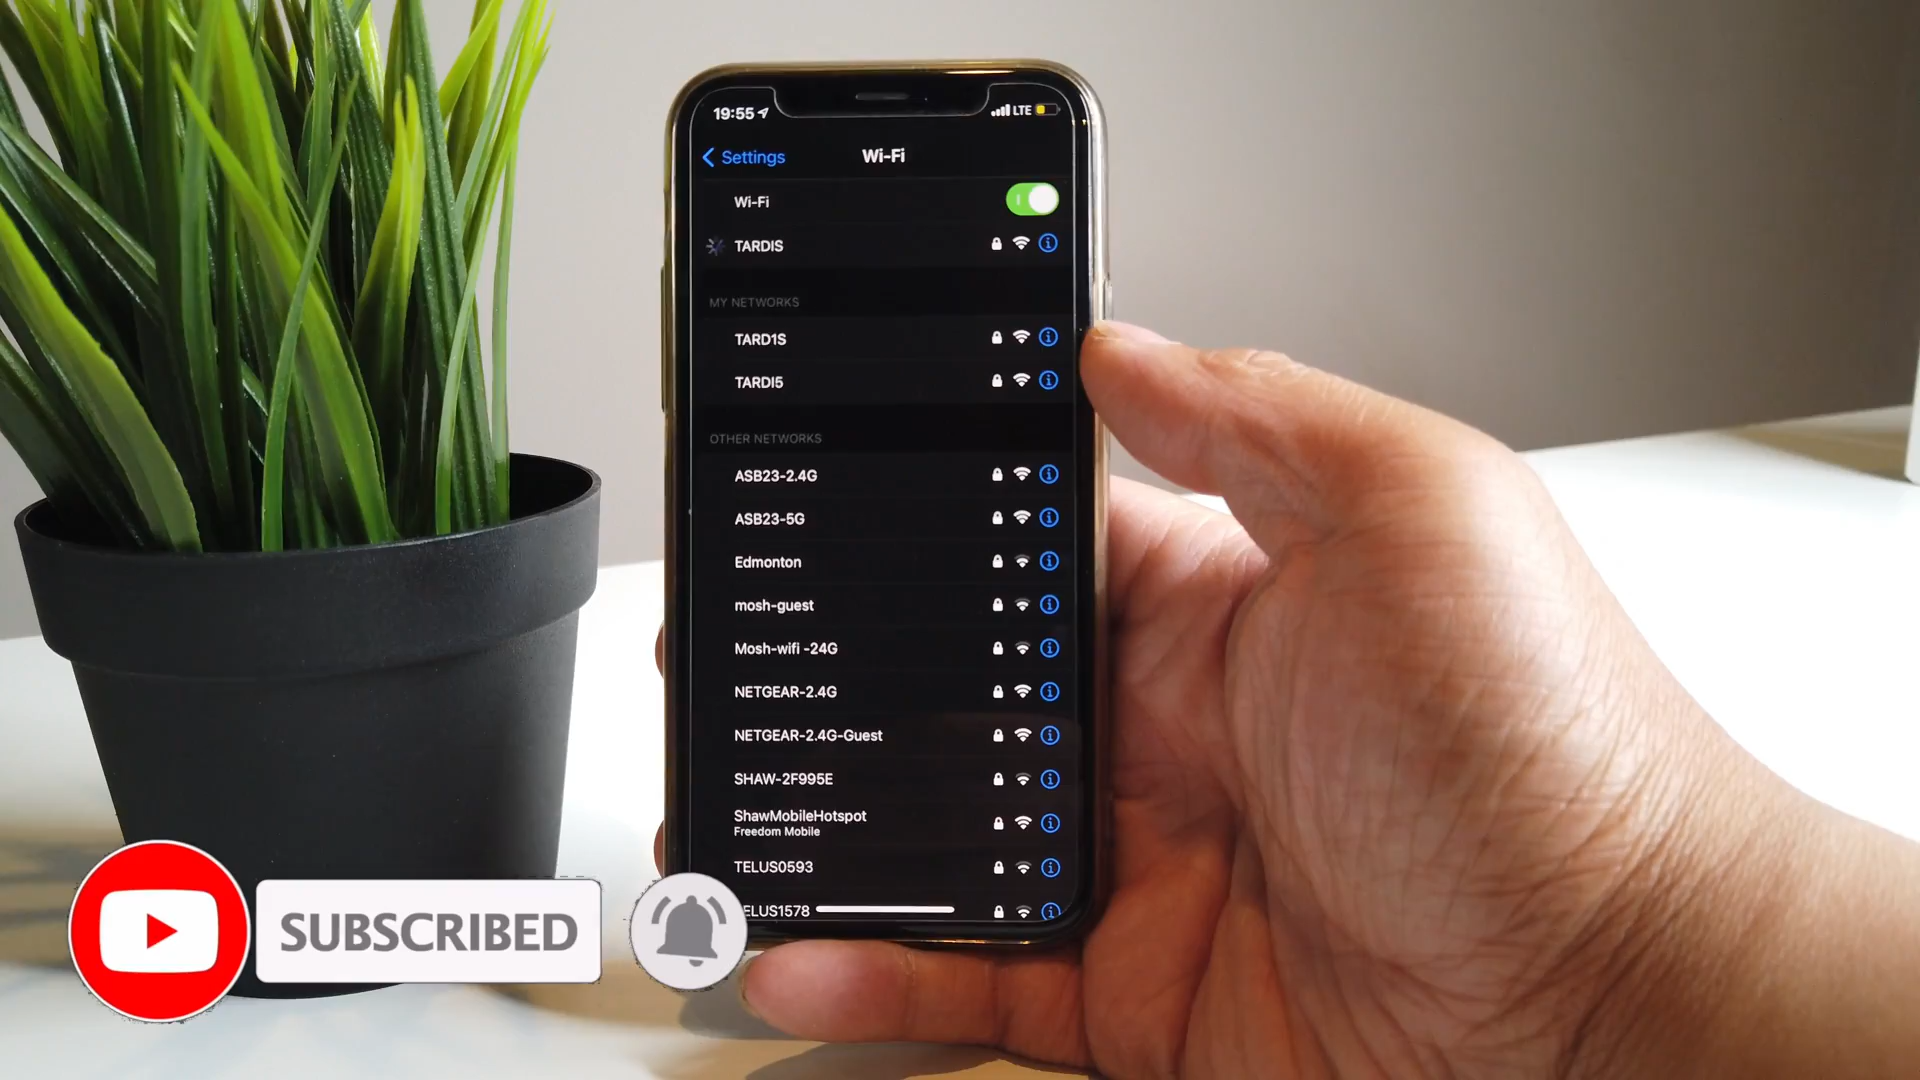 19:55
LTE
Settings
Wi-Fi
Wi-Fi
TARDIS
MY NETWORKS
TARD1S
TARDI5
OTHER NETWORKS
ASB23-2.4G
ASB23-5G
Edmonton
mosh-guest
Mosh-wifi -24G
NETGEAR-2.4G
NETGEAR-2.4G-Guest
SHAW-2F995E
ShawMobileHotspot
Freedom Mobile
TELUS0593
ELUS1578
SUBSCRIBED